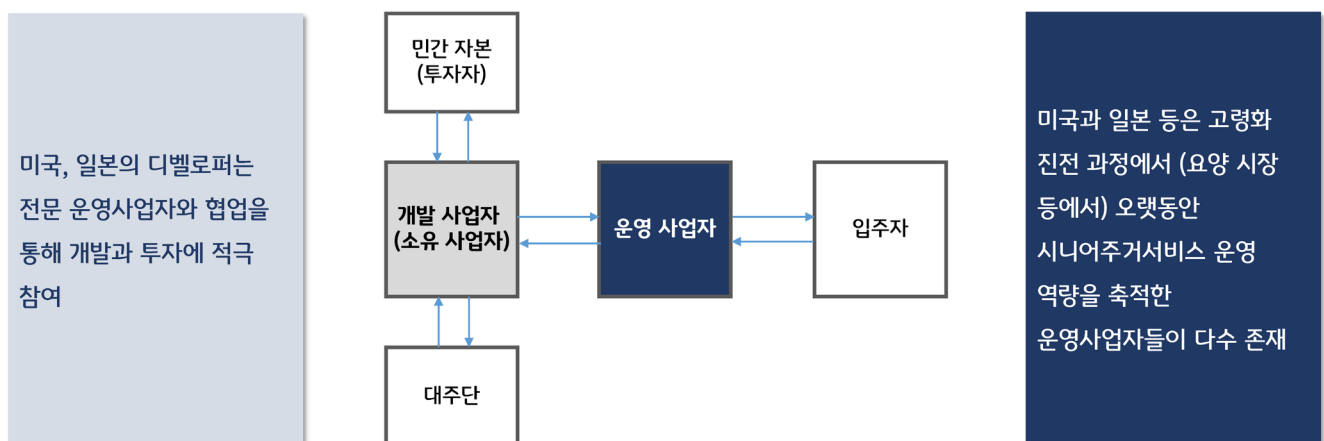 미국, 일본의 디벨로퍼는
전문 운영사업자와 협업을
통해 개발과 투자에 적극
참여
민간 자본
(투자자)
개발 사업자
(소유 사업자)
운영 사업자
입주자
대주단
미국과 일본 등은 고령화
진전 과정에서 (요양 시장
등에서) 오랫동안
시니어주거서비스 운영
역량을 축적한
운영사업자들이 다수 존재